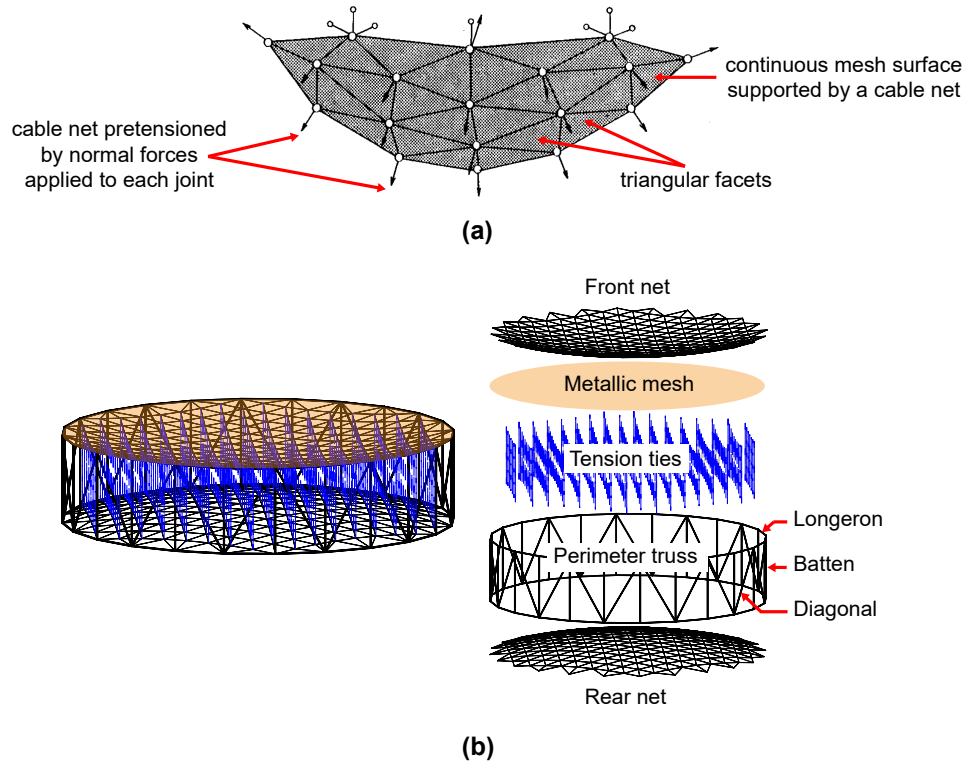 continuous mesh surface
supported by a cable net
cable net pretensioned
by normal forces
applied to each joint
triangular facets
(a)
Front net
Metallic mesh
Tension ties
Longeron
Perimeter truss
Batten
Diagonal
Rear net
(b)